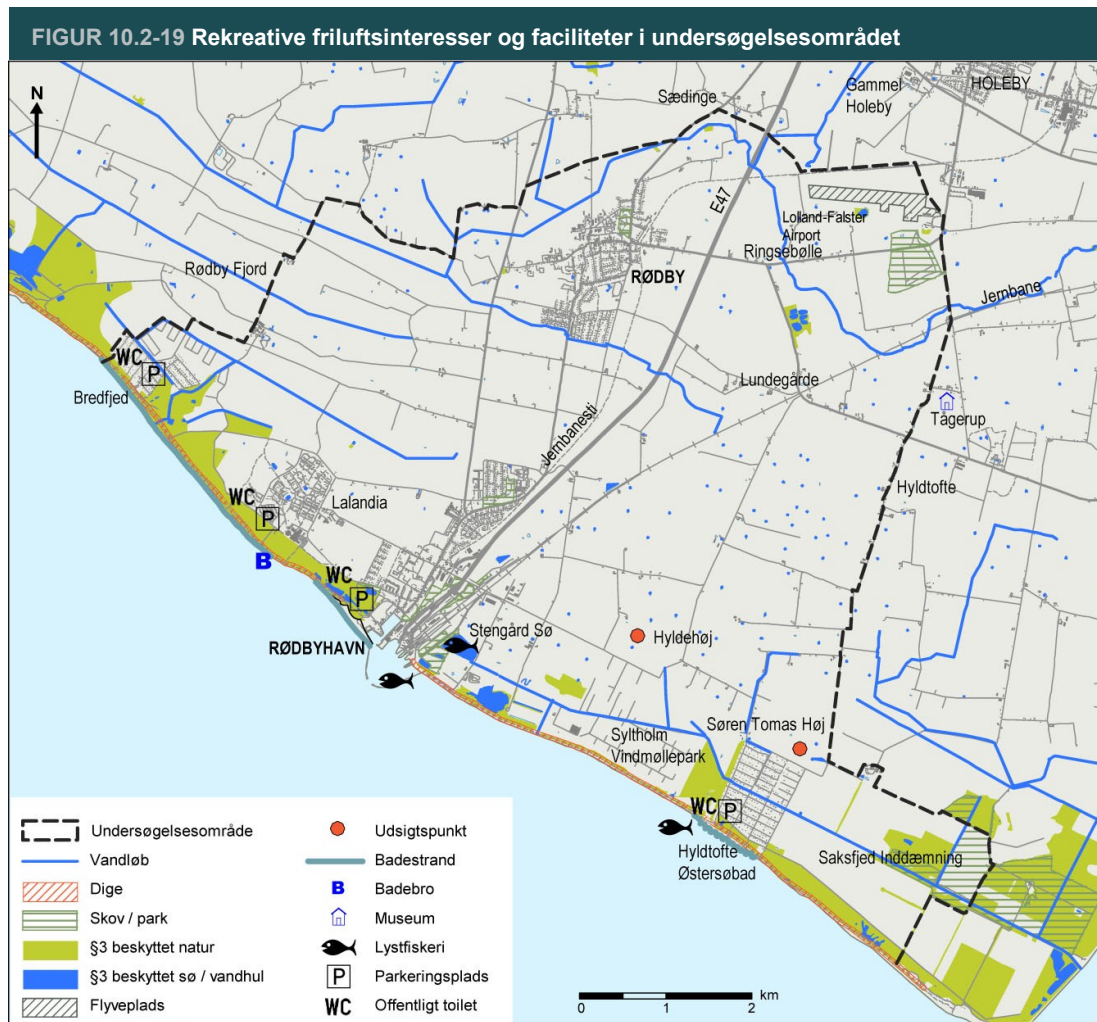 FIGUR 10.2-19 Rekreative friluftsinteresser og faciliteter i undersøgelsesområdet
N
Sædinge
Gammel
Holeby
HOLEBY
E47
Lolland-Falster
Airport
Ringsebølle
Rødby Fjord
RØDBY
Jernbane
WC
P
Bredfjed
Lundegårde
Tågerup
Jernbanesti
Hyldtofte
WC
P
Lalandia
B
WC
P
RØDBYHAVN
Stengård Sø
Hyldehøj
Søren Tomas Høj
Syltholm
Vindmøllepark
WC
P
Hyldtofte
Østersøbad
Saksfjed Inddæmning
Undersøgelsesområde
Vandløb
Dige
Skov / park
§3 beskyttet natur
§3 beskyttet sø / vandhul
Flyveplads
Udsigtspunkt
Badestrand
B Badebro
Museum
Lystfiskeri
P Parkeringsplads
WC Offentligt toilet
km
0 1 2